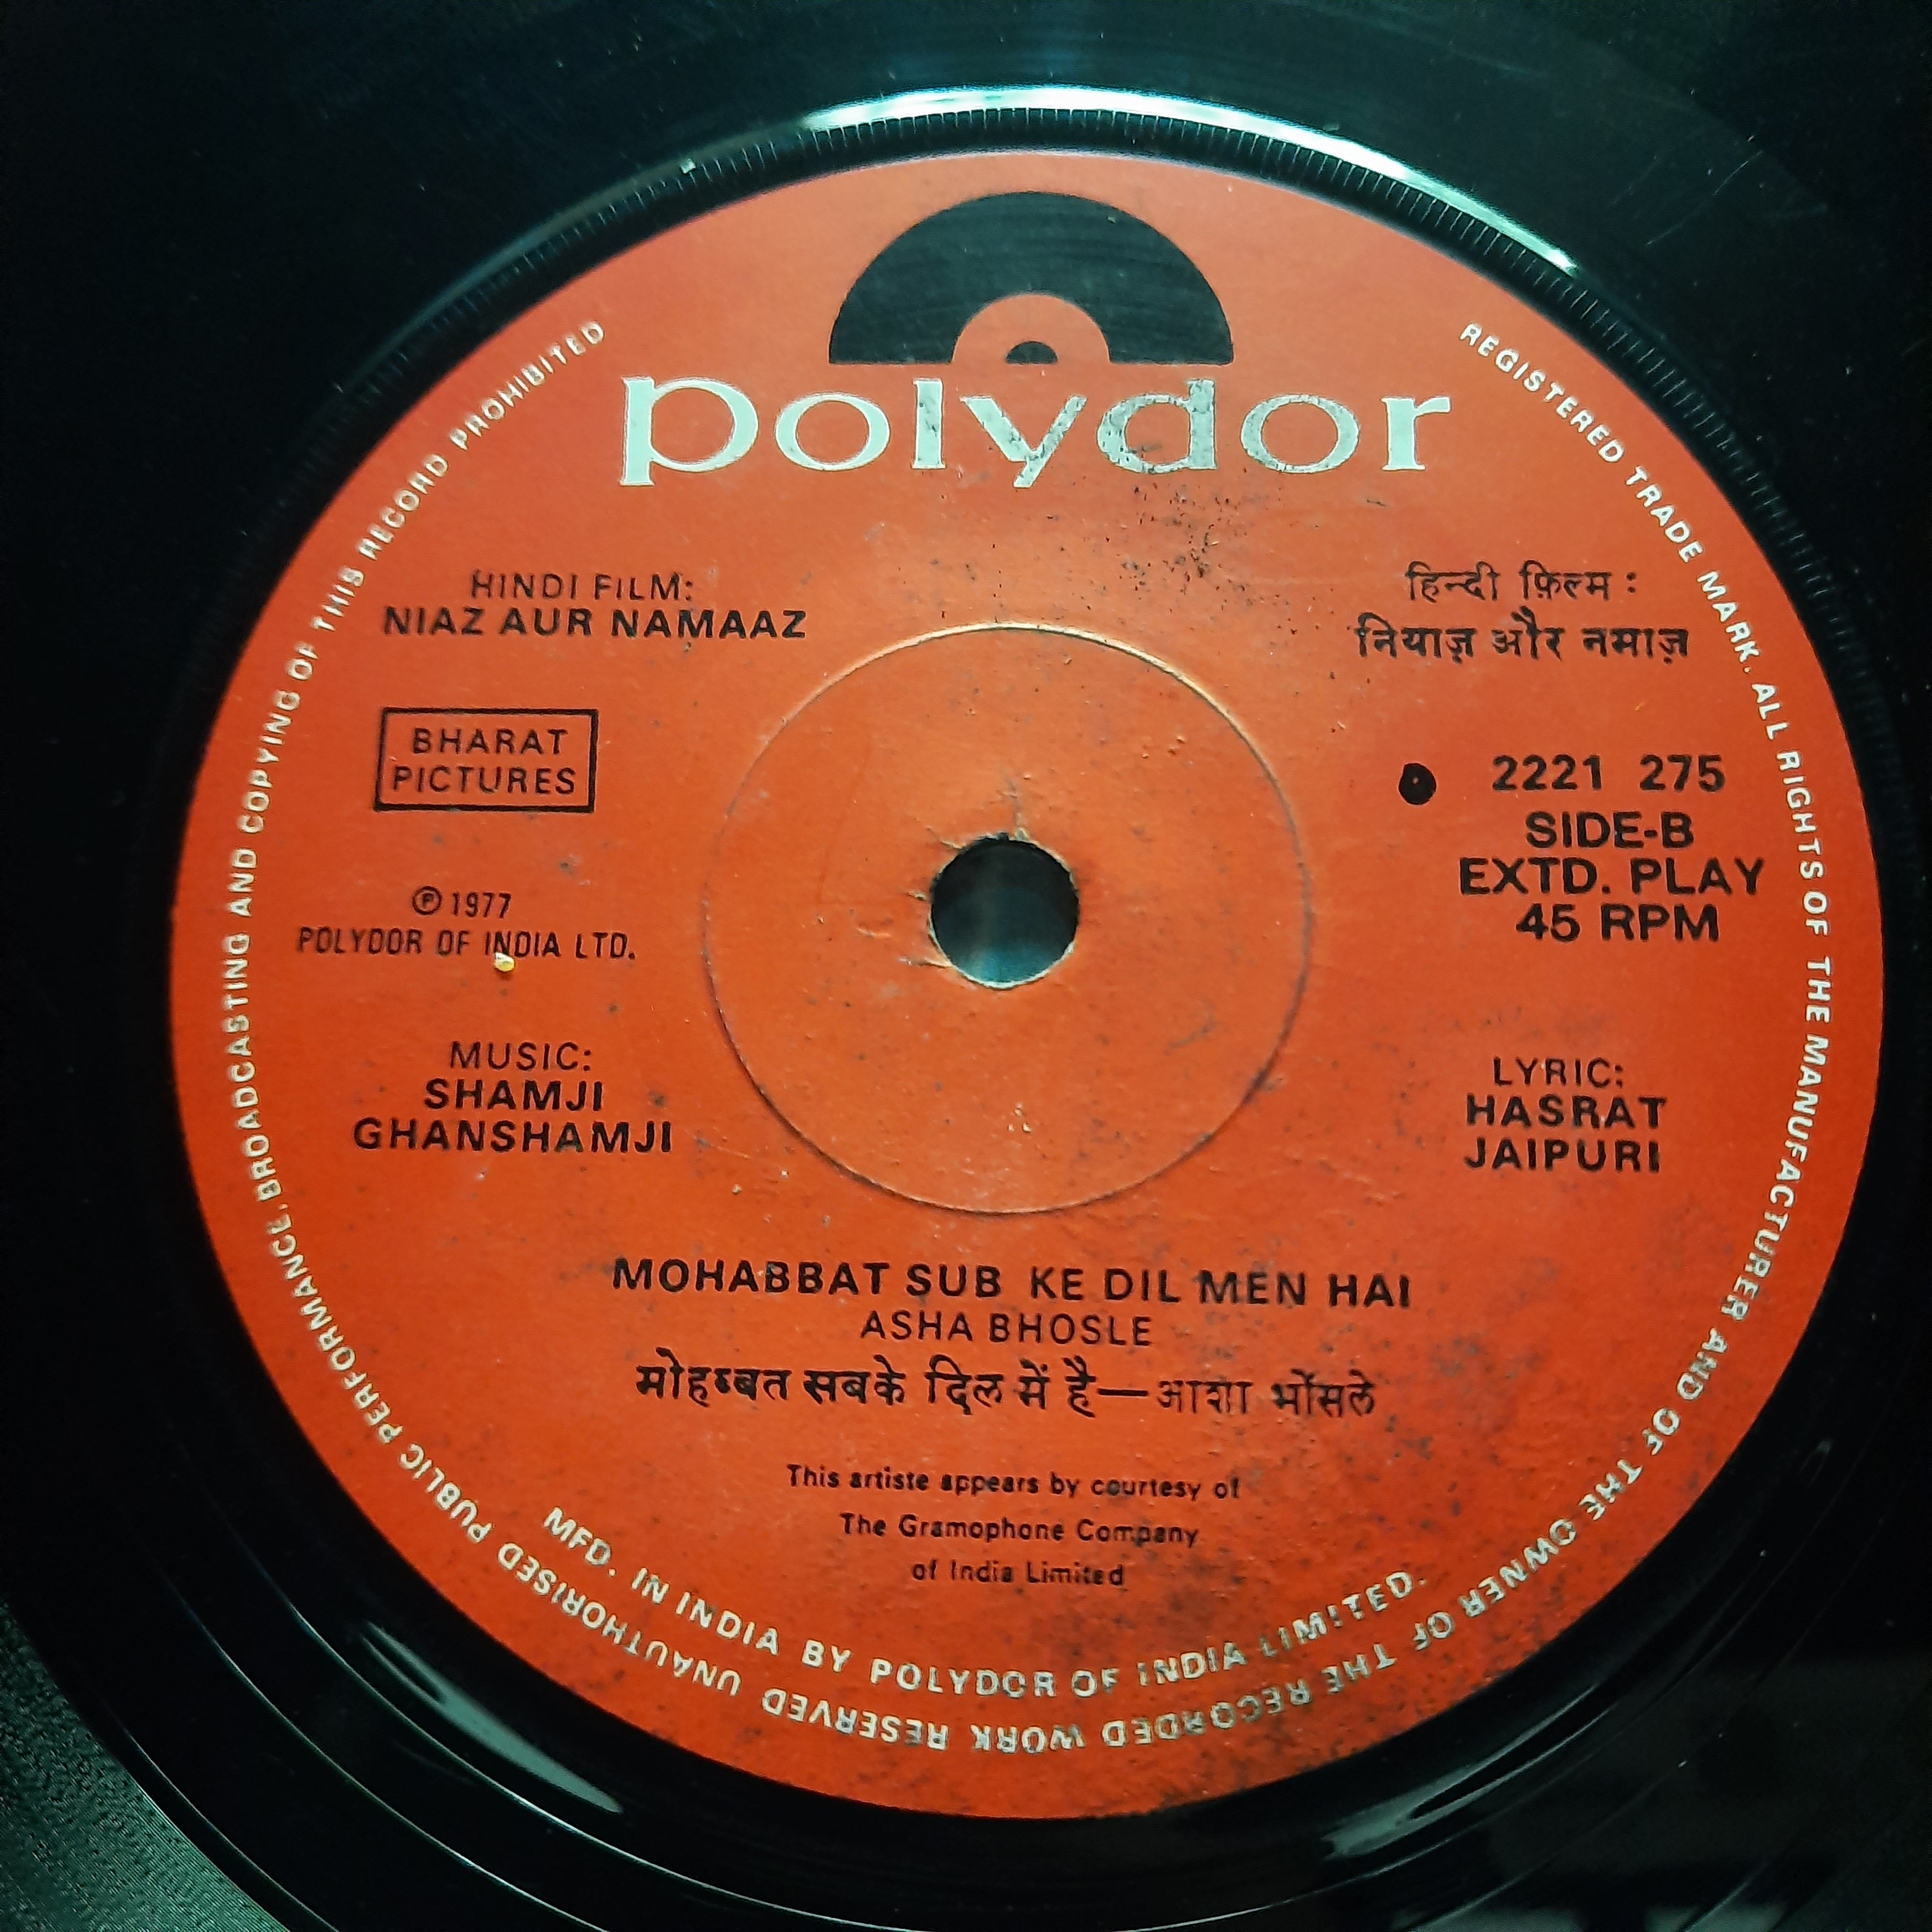 polydor
HINDI FILM:
NIAZ AUR NAMAAZ
हिन्दी फ़िल्म :
नियाज़ और नमाज़
BHARAT
PICTURES
2221 275
SIDE-B
EXTD. PLAY
45 RPM
℗ 1977
POLYDOR OF INDIA LTD.
MUSIC:
SHAMJI
GHANSHAMJI
LYRIC:
HASRAT
JAIPURI
MOHABBAT SUB KE DIL MEN HAI
ASHA BHOSLE
मोहब्बत सबके दिल में है—आशा भोंसले
This artiste appears by courtesy of
The Gramophone Company
of India Limited
MFD. IN INDIA BY POLYDOR OF INDIA LIMITED.
REGISTERED TRADE MARK. ALL RIGHTS OF THE MANUFACTURER AND OF THE OWNER OF THE RECORDED WORK RESERVED UNAUTHORISED PUBLIC PERFORMANCE, BROADCASTING AND COPYING OF THIS RECORD PROHIBITED